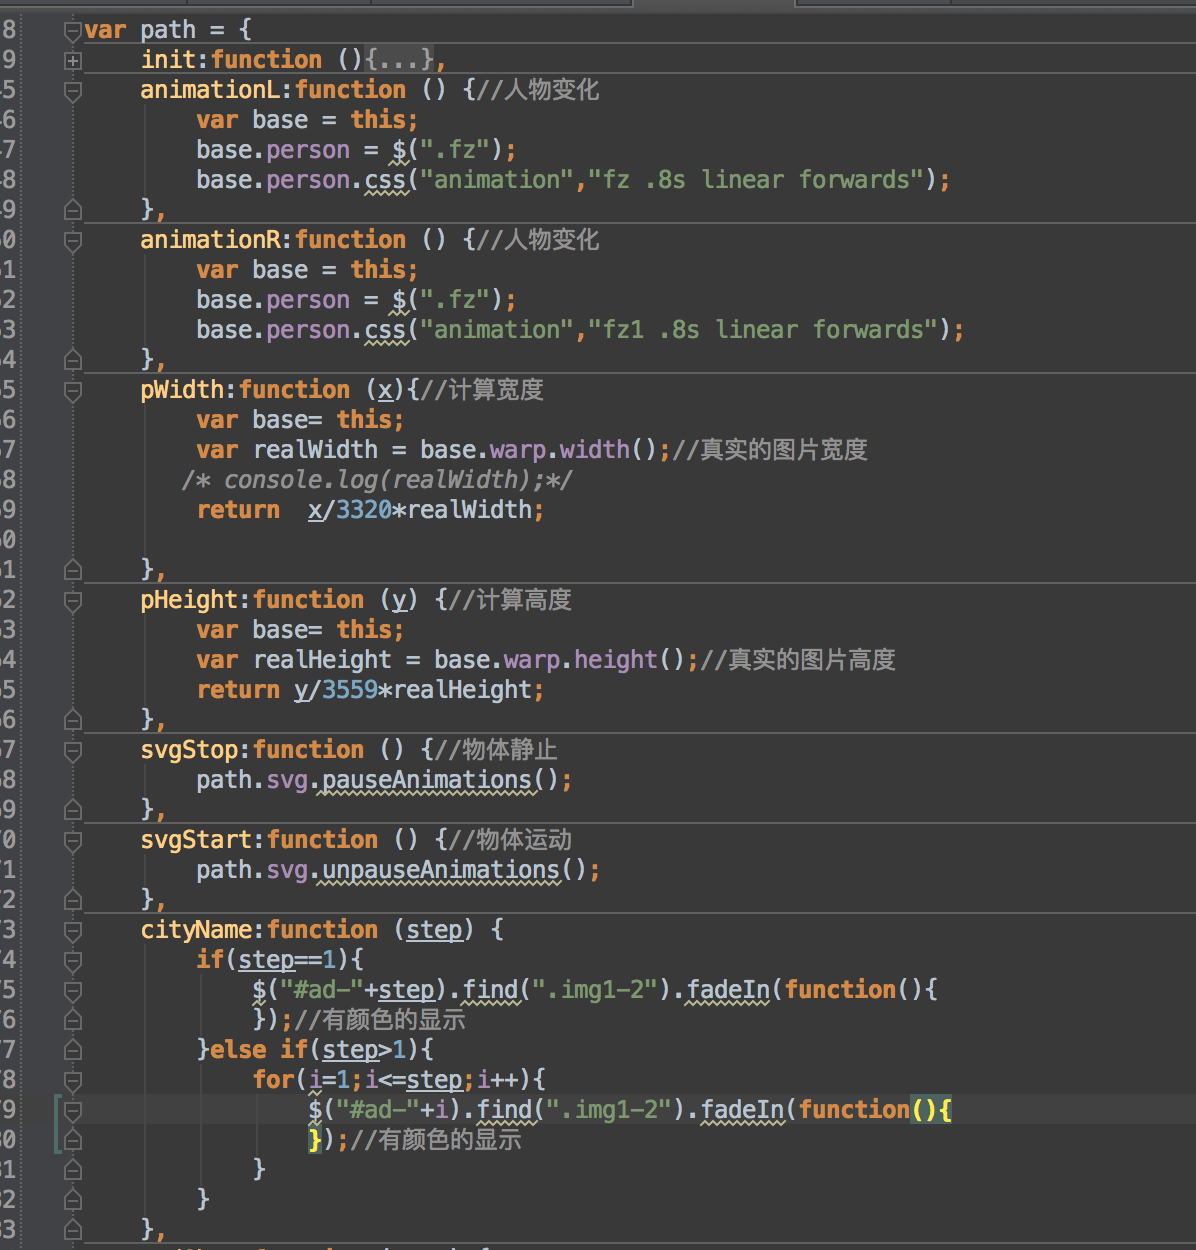 8 var path = {
9 init:function (){...},
5 animationL:function () {//人物变化
6 var base = this;
7 base.person = $(".fz");
8 base.person.css("animation","fz .8s linear forwards");
9 },
0 animationR:function () {//人物变化
1 var base = this;
2 base.person = $(".fz");
3 base.person.css("animation","fz1 .8s linear forwards");
4 },
5 pWidth:function (x){//计算宽度
6 var base= this;
7 var realWidth = base.warp.width();//真实的图片宽度
8 /* console.log(realWidth);*/
9 return x/3320*realWidth;
0
1 },
2 pHeight:function (y) {//计算高度
3 var base= this;
4 var realHeight = base.warp.height();//真实的图片高度
5 return y/3559*realHeight;
6 },
7 svgStop:function () {//物体静止
8 path.svg.pauseAnimations();
9 },
0 svgStart:function () {//物体运动
1 path.svg.unpauseAnimations();
2 },
3 cityName:function (step) {
4 if(step==1){
5 $("#ad-"+step).find(".img1-2").fadeIn(function(){
6 });//有颜色的显示
7 }else if(step>1){
8 for(i=1;i<=step;i++){
9 $("#ad-"+i).find(".img1-2").fadeIn(function(){
0 });//有颜色的显示
1 }
2 }
3 },